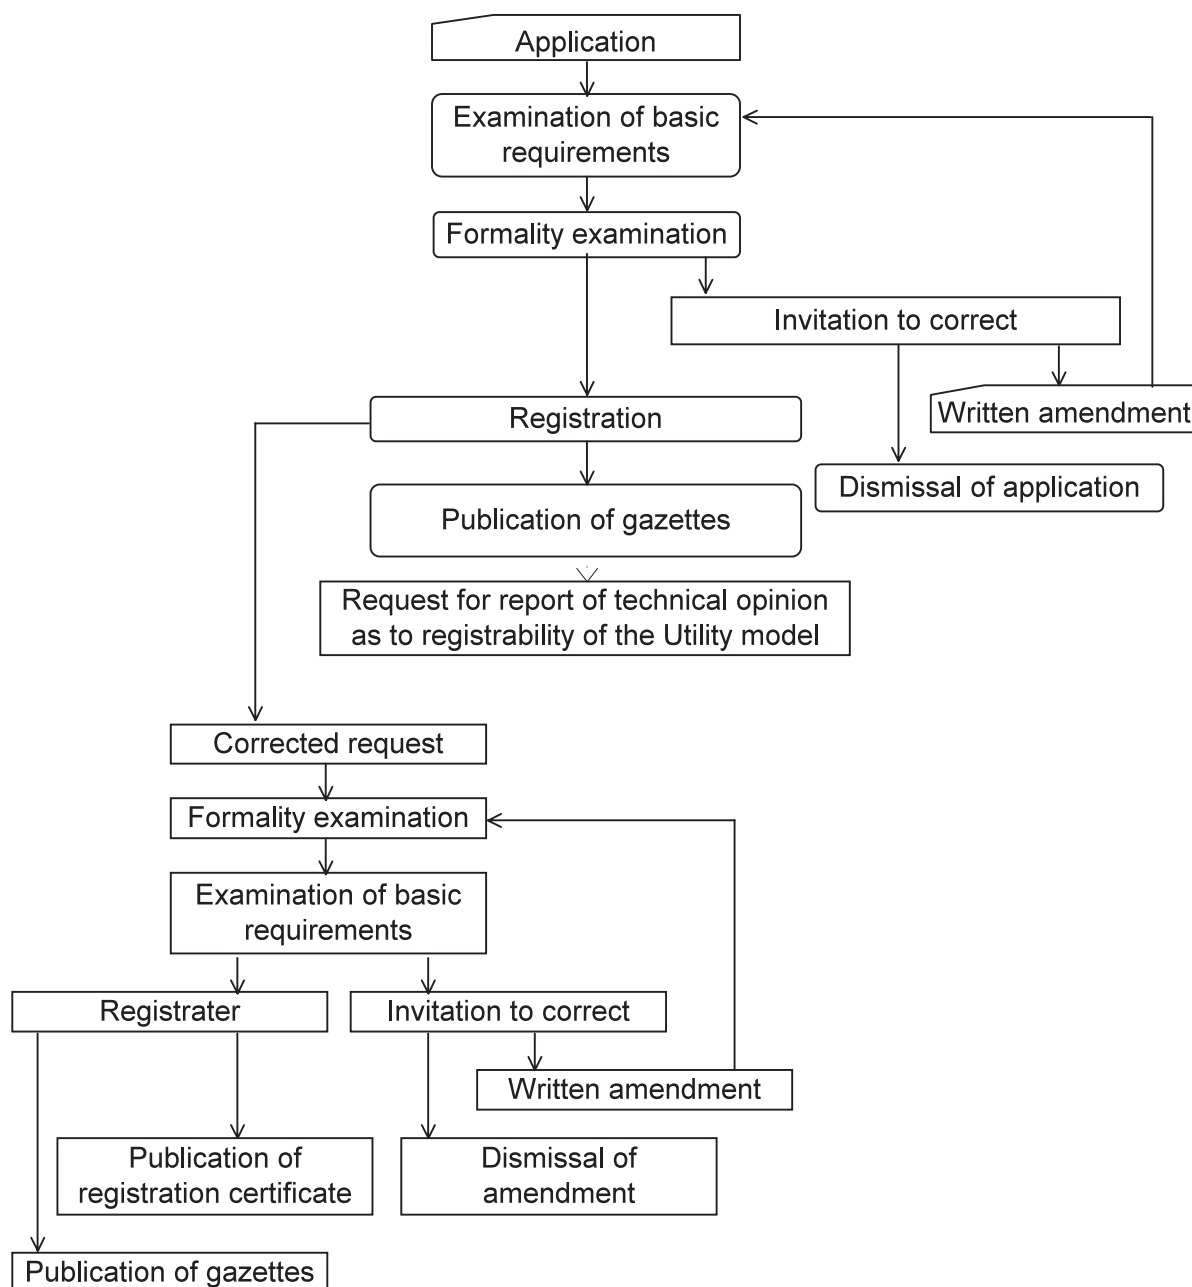 Application
Examination of basic
requirements
Formality examination
Invitation to correct
Written amendment
Registration
Dismissal of application
Publication of gazettes
Request for report of technical opinion
as to registrability of the Utility model
Corrected request
Formality examination
Examination of basic
requirements
Registrater
Invitation to correct
Written amendment
Publication of
registration certificate
Dismissal of
amendment
Publication of gazettes